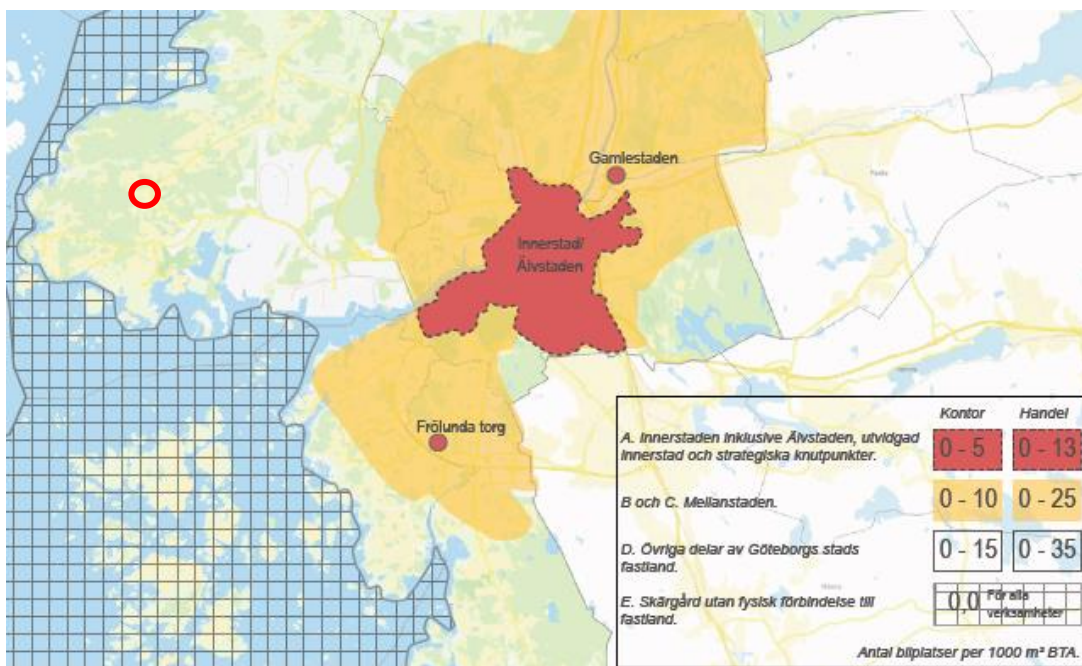 Gamlestaden
Innerstad/
Älvstaden
Frölunda torg
Kontor Handel
A. Innerstaden inklusive Älvstaden, utvidgad
innerstad och strategiska knutpunkter.
0 - 5 0 - 13
B och C. Mellanstaden.
0 - 10 0 - 25
D. Övriga delar av Göteborgs stads
fastland.
0 - 15 0 - 35
E. Skärgård utan fysisk förbindelse till
fastland.
0,0 För alla
verksamheter
Antal bilplatser per 1000 m² BTA.